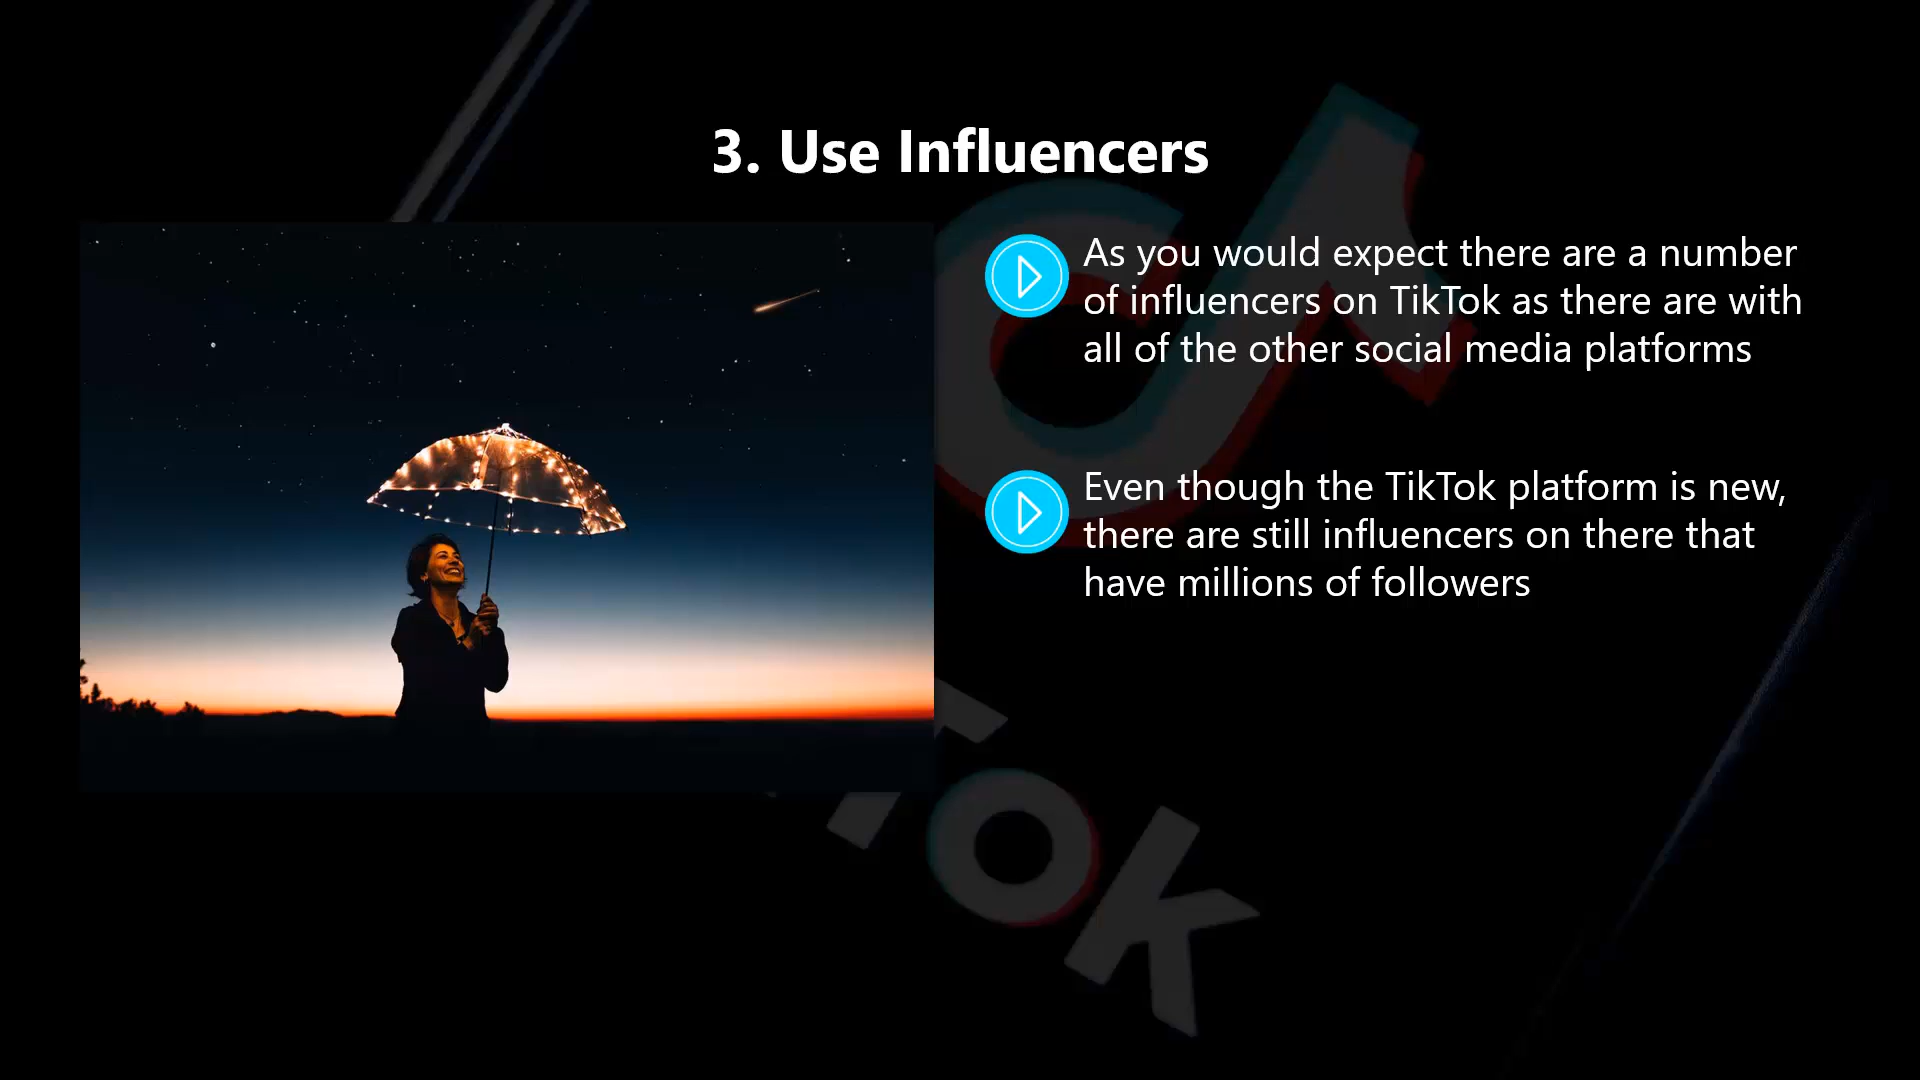 3. Use Influencers
As you would expect there are a number
of influencers on TikTok as there are with
all of the other social media platforms
Even though the TikTok platform is new,
there are still influencers on there that
have millions of followers
Tok